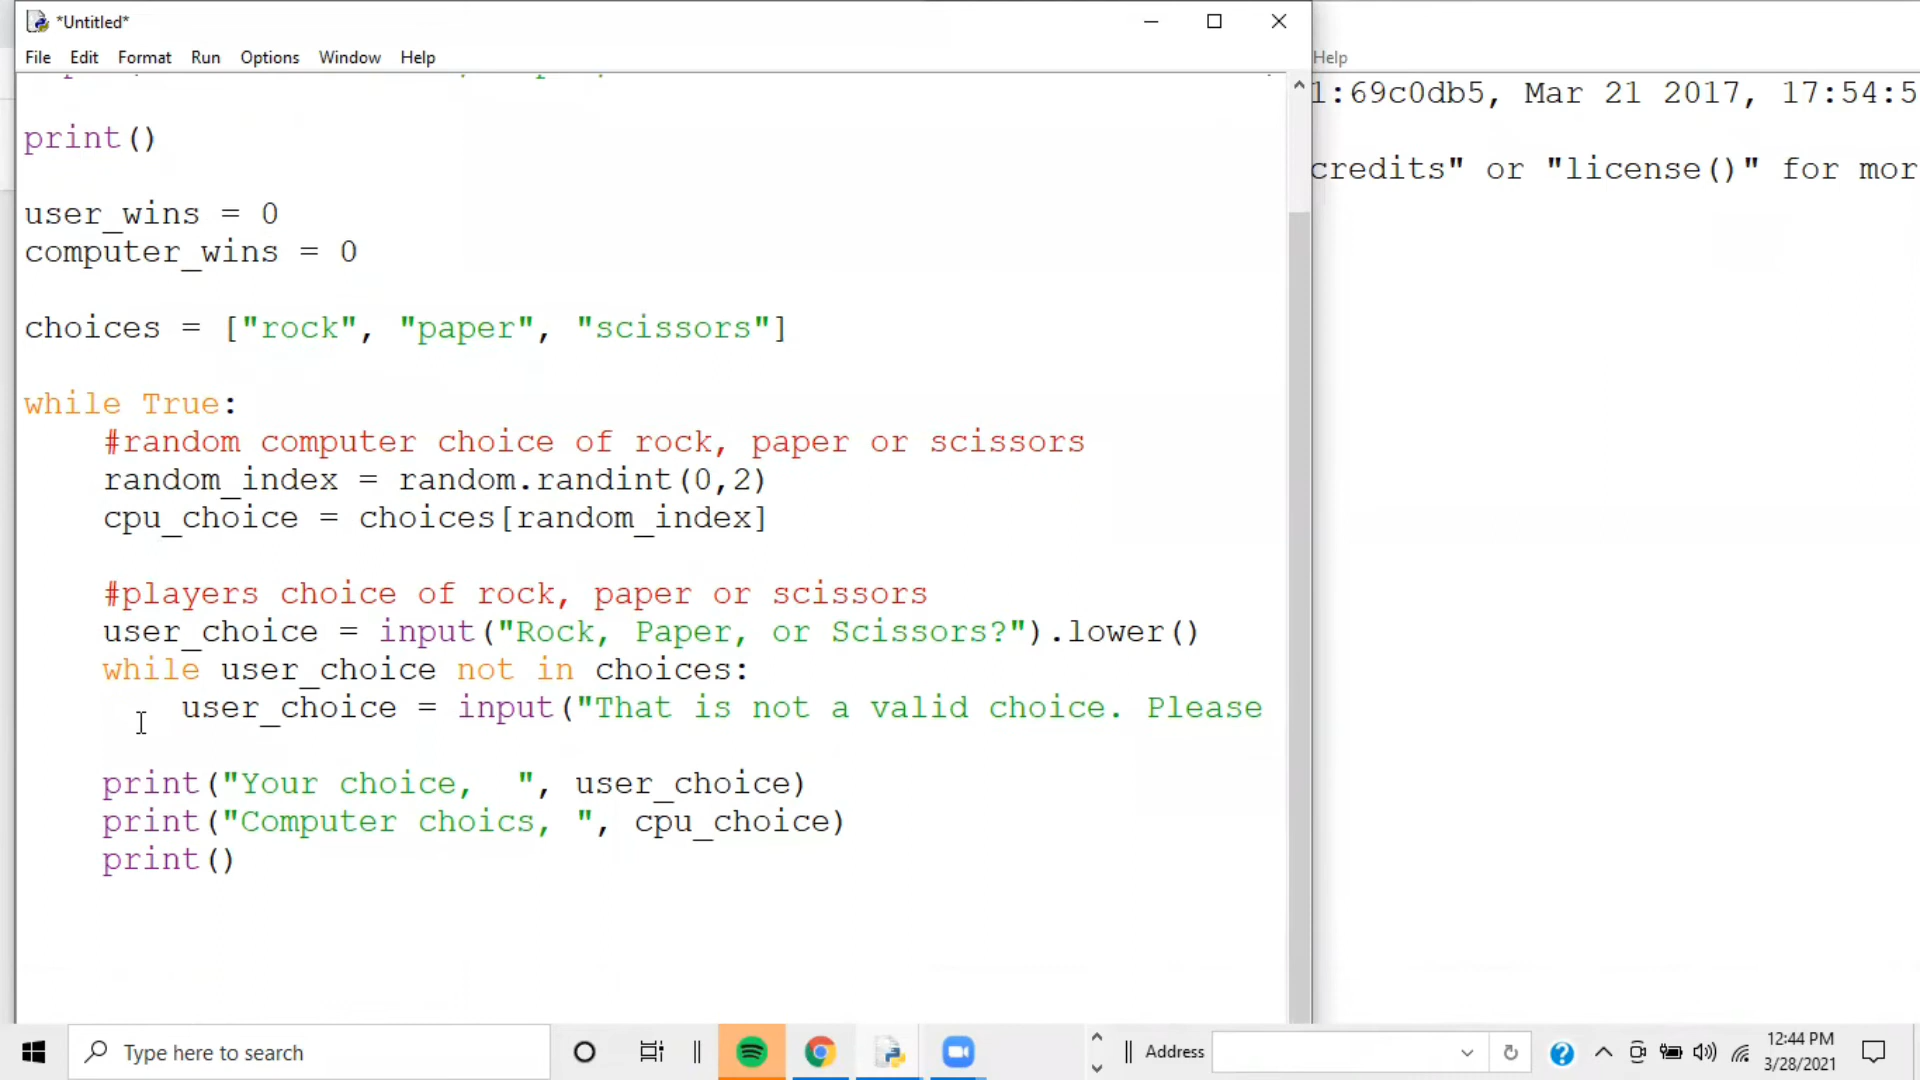 *Untitled*
File Edit Format Run Options Window Help
print()
user_wins = 0
computer_wins = 0
choices = ["rock", "paper", "scissors"]
while True:
#random computer choice of rock, paper or scissors
random_index = random.randint(0,2)
cpu_choice = choices[random_index]
#players choice of rock, paper or scissors
user_choice = input("Rock, Paper, or Scissors?").lower()
while user_choice not in choices:
user_choice = input("That is not a valid choice. Please
print("Your choice,  ", user_choice)
print("Computer choics, ", cpu_choice)
print()
Help
1:69c0db5, Mar 21 2017, 17:54:5
credits" or "license()" for mor
Type here to search
Address
12:44 PM
3/28/2021